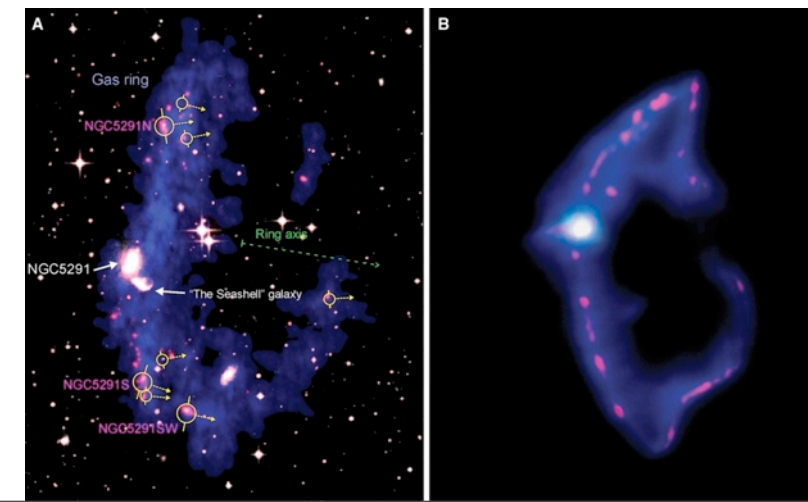 A
B
Gas ring
NGC5291N
Ring axis
NGC5291
"The Seashell" galaxy
NGC5291S
NGC5291SW